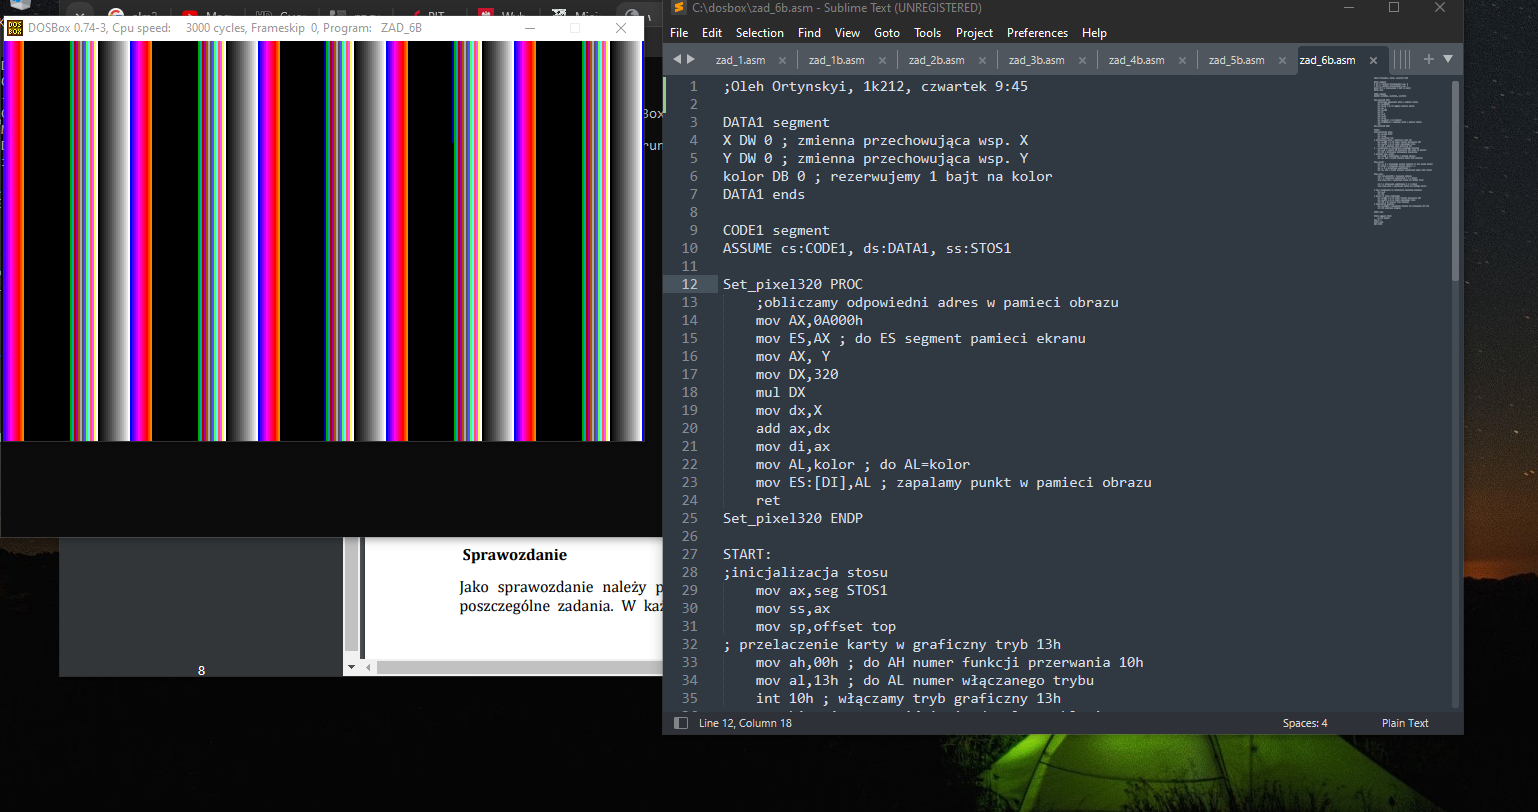 C:\dosbox\zad_6b.asm - Sublime Text (UNREGISTERED)
DOSBox 0.74-3, Cpu speed: 3000 cycles, Frameskip 0, Program: ZAD_6B
File Edit Selection Find View Goto Tools Project Preferences Help
zad_1.asm zad_1b.asm zad_2b.asm zad_3b.asm zad_4b.asm zad_5b.asm zad_6b.asm
1 ;Oleh Ortynskyi, 1k212, czwartek 9:45
2
3 DATA1 segment
4 X DW 0 ; zmienna przechowująca wsp. X
5 Y DW 0 ; zmienna przechowująca wsp. Y
6 kolor DB 0 ; rezerwujemy 1 bajt na kolor
7 DATA1 ends
8
9 CODE1 segment
10 ASSUME cs:CODE1, ds:DATA1, ss:STOS1
11
12 Set_pixel320 PROC
13 ;obliczamy odpowiedni adres w pamieci obrazu
14 mov AX,0A000h
15 mov ES,AX ; do ES segment pamieci ekranu
16 mov AX, Y
17 mov DX,320
18 mul DX
19 mov dx,X
20 add ax,dx
21 mov di,ax
22 mov AL,kolor ; do AL=kolor
23 mov ES:[DI],AL ; zapalamy punkt w pamieci obrazu
24 ret
25 Set_pixel320 ENDP
26
27 START:
28 ;inicjalizacja stosu
29 mov ax,seg STOS1
30 mov ss,ax
31 mov sp,offset top
32 ; przelaczenie karty w graficzny tryb 13h
33 mov ah,00h ; do AH numer funkcji przerwania 10h
34 mov al,13h ; do AL numer włączanego trybu
35 int 10h ; włączamy tryb graficzny 13h
Line 12, Column 18 Spaces: 4 Plain Text
Sprawozdanie
Jako sprawozdanie należy
poszczególne zadania. W
8